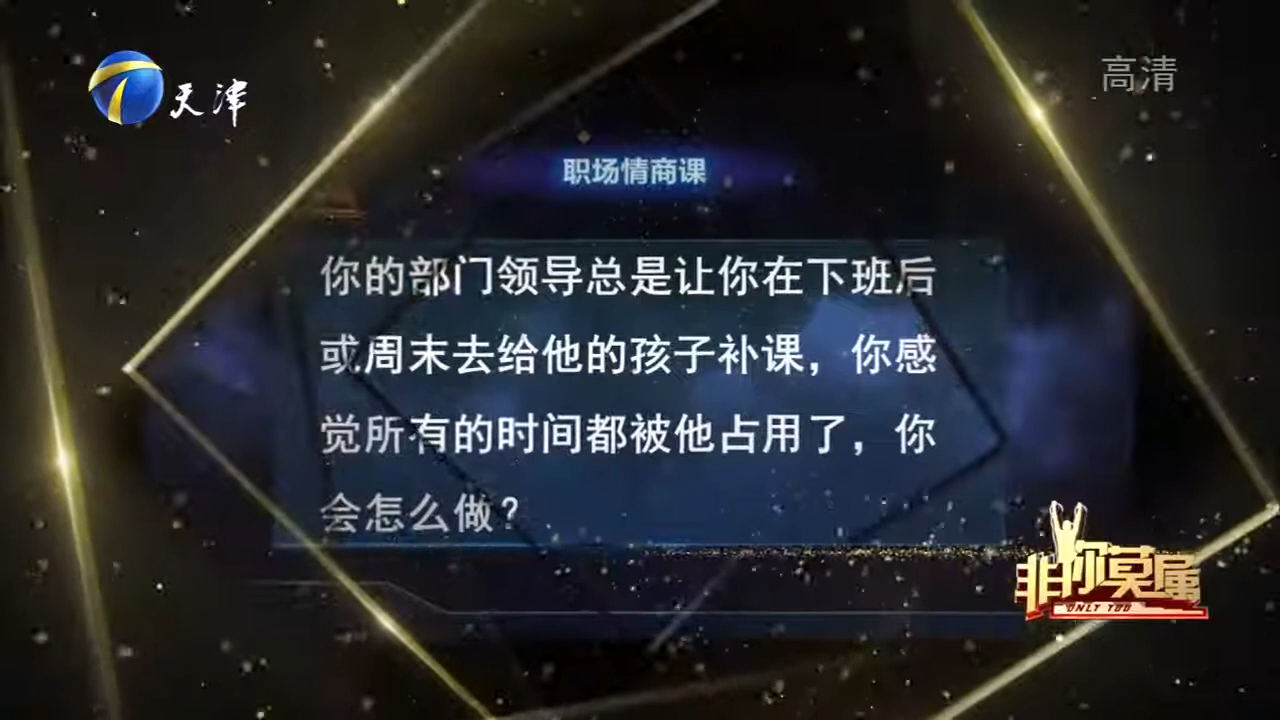 天津
高清
职场情商课
你的部门领导总是让你在下班后
或周末去给他的孩子补课，你感
觉所有的时间都被他占用了，你
会怎么做？
非你莫属
ONLY YOU